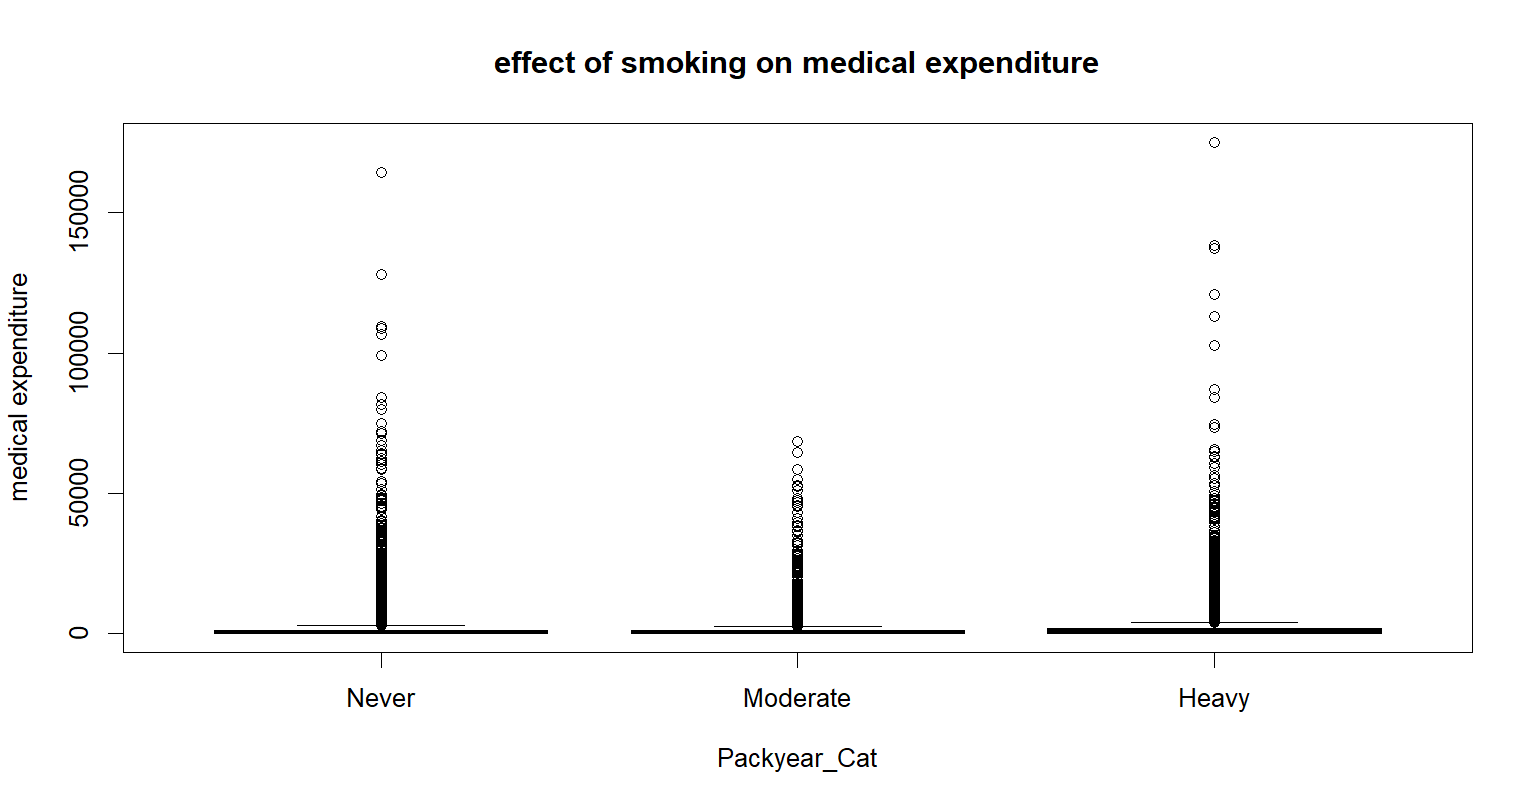 effect of smoking on medical expenditure
medical expenditure
150000
100000
50000
0
Never Moderate Heavy
Packyear_Cat